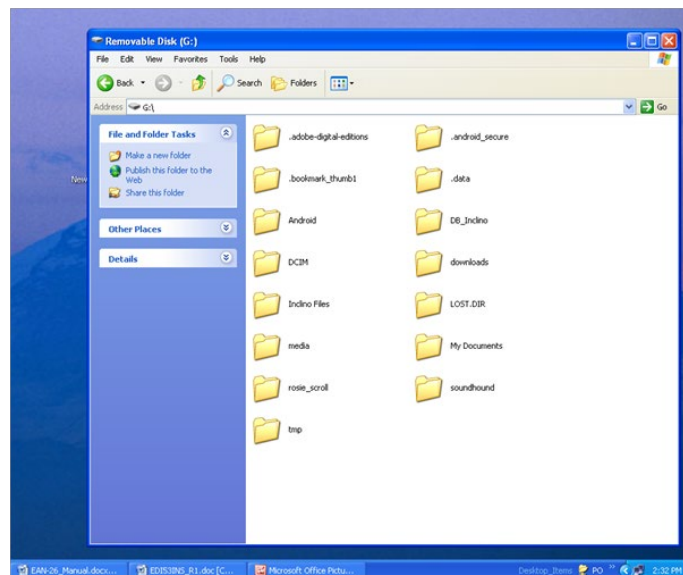 Removable Disk (G:)
File Edit View Favorites Tools Help
Back Search Folders
Address G:\ Go
File and Folder Tasks
Make a new folder
Publish this folder to the
Web
Share this folder
Other Places
Details
.adobe-digital-editions .android_secure
.bookmark_thumb1 .data
Android DB_Inclino
DCIM downloads
Inclino Files LOST.DIR
media My Documents
rosie_scroll soundhound
tmp
New
EAN-26_Manual.docx... EDIS3INS_R1.doc [C... Microsoft Office Pictu... Desktop_Items PO 2:32 PM